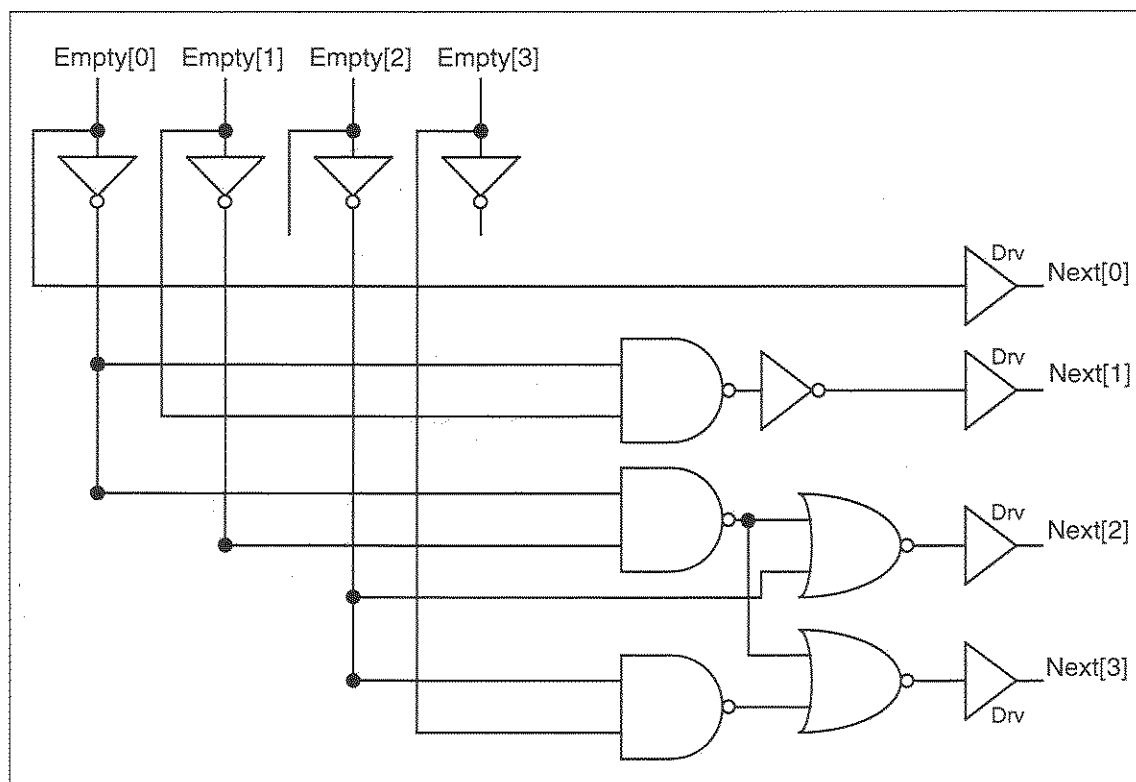 Empty[0] Empty[1] Empty[2] Empty[3]
Drv
Next[0]
Drv
Next[1]
Drv
Next[2]
Next[3]
Drv